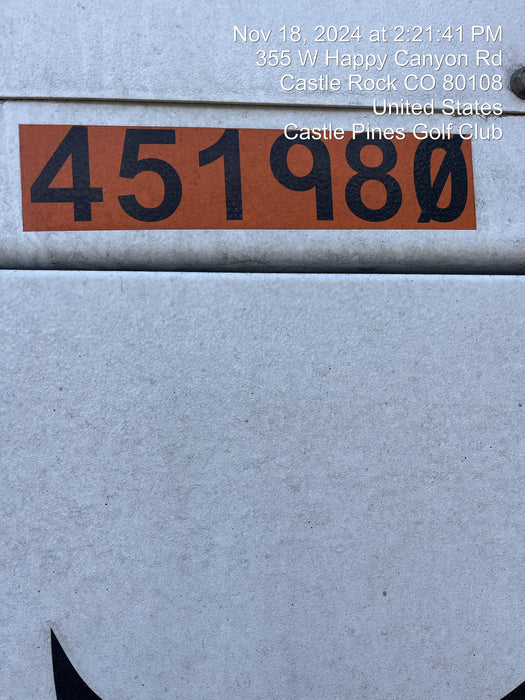 Nov 18, 2024 at 2:21:41 PM
355 W Happy Canyon Rd
Castle Rock CO 80108
United States
Castle Pines Golf Club
451980